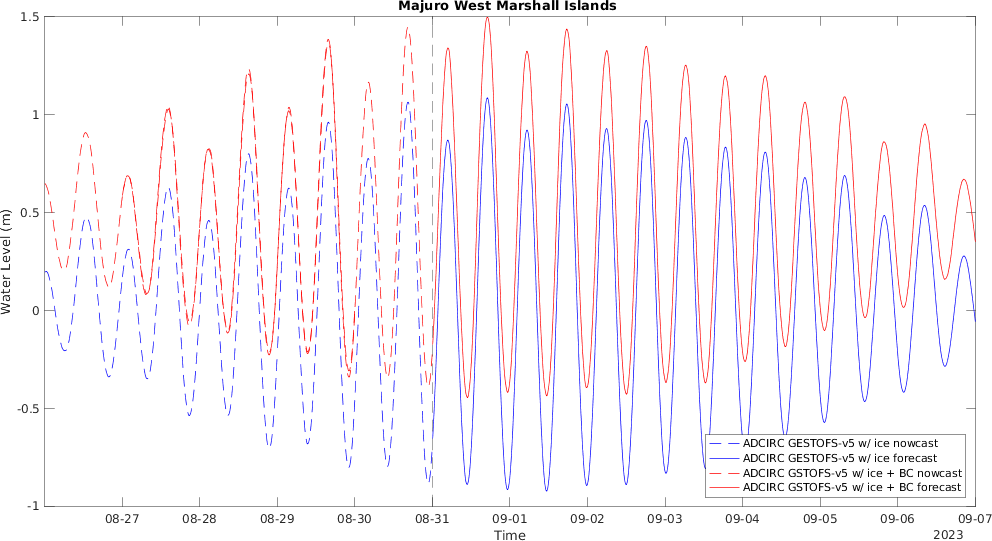 Majuro West Marshall Islands
1.5
1
0.5
0
-0.5
-1
Water Level (m)
08-27 08-28 08-29 08-30 08-31 09-01 09-02 09-03 09-04 09-05 09-06 09-07
Time
2023
ADCIRC GESTOFS-v5 w/ ice nowcast
ADCIRC GESTOFS-v5 w/ ice forecast
ADCIRC GSTOFS-v5 w/ ice + BC nowcast
ADCIRC GSTOFS-v5 w/ ice + BC forecast